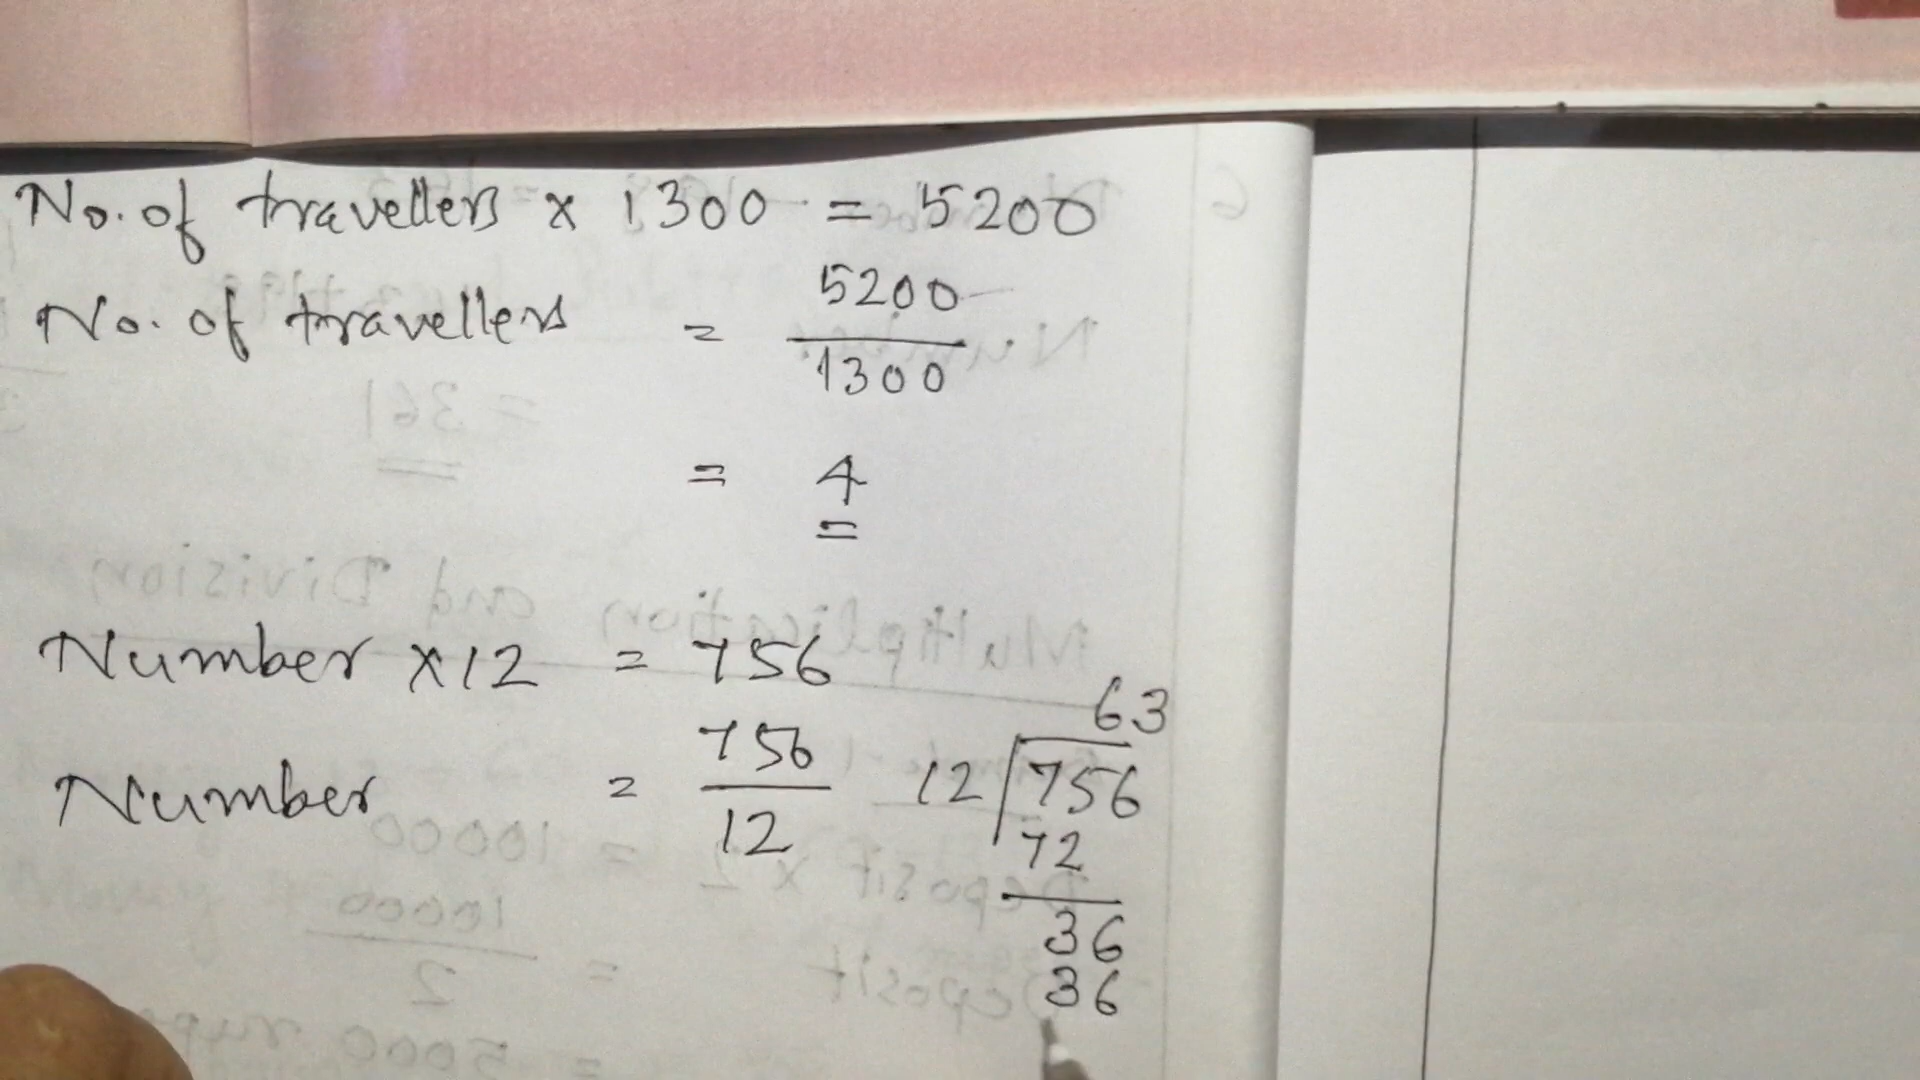 No. of travellers x 1300 = 5200
No. of travellers = 5200
1300
= 4
Number x 12 = 756
63
Number = 756 12 756
12 72
36
36